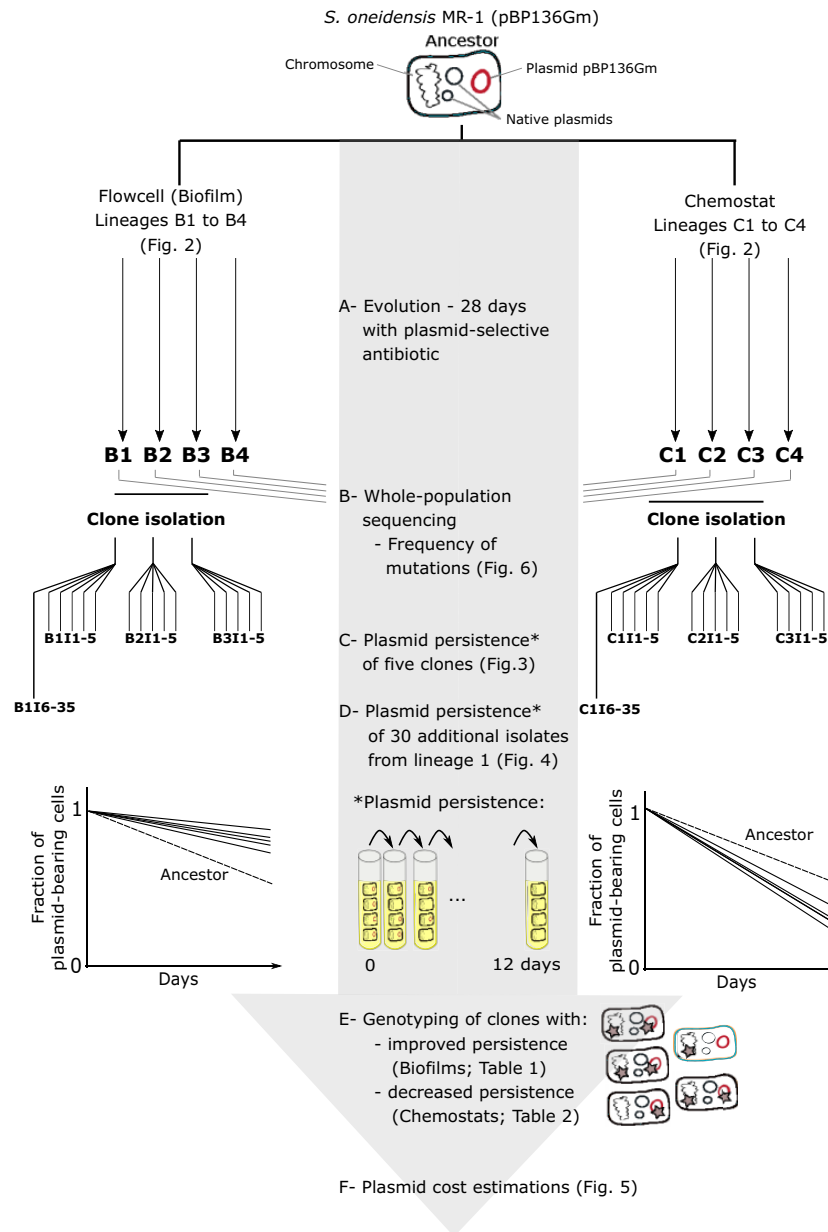 S. oneidensis MR-1 (pBP136Gm)
Ancestor
Chromosome
Plasmid pBP136Gm
Native plasmids
Flowcell (Biofilm)
Lineages B1 to B4
(Fig. 2)
Chemostat
Lineages C1 to C4
(Fig. 2)
A- Evolution - 28 days
with plasmid-selective
antibiotic
B1 B2 B3 B4
C1 C2 C3 C4
B- Whole-population
sequencing
- Frequency of
mutations (Fig. 6)
Clone isolation
Clone isolation
B1I1-5 B2I1-5 B3I1-5
C1I1-5 C2I1-5 C3I1-5
C- Plasmid persistence*
of five clones (Fig.3)
B1I6-35
C1I6-35
D- Plasmid persistence*
of 30 additional isolates
from lineage 1 (Fig. 4)
Fraction of
plasmid-bearing cells
1
0
Ancestor
Days
*Plasmid persistence:
...
0 12 days
Fraction of
plasmid-bearing cells
1
0
Ancestor
Days
E- Genotyping of clones with:
- improved persistence
(Biofilms; Table 1)
- decreased persistence
(Chemostats; Table 2)
F- Plasmid cost estimations (Fig. 5)